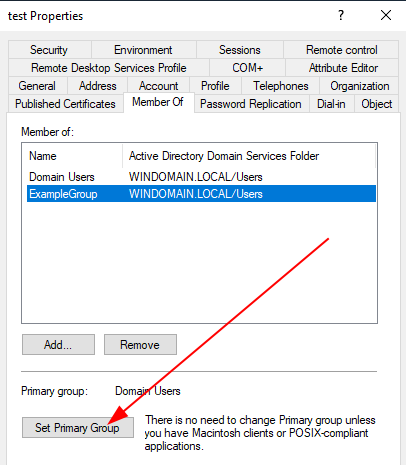 test Properties ? ×
Security Environment Sessions Remote control
Remote Desktop Services Profile COM+ Attribute Editor
General Address Account Profile Telephones Organization
Published Certificates Member Of Password Replication Dial-in Object
Member of:
Name Active Directory Domain Services Folder
Domain Users WINDOMAIN.LOCAL/Users
ExampleGroup WINDOMAIN.LOCAL/Users
Add... Remove
Primary group: Domain Users
Set Primary Group There is no need to change Primary group unless
you have Macintosh clients or POSIX-compliant
applications.